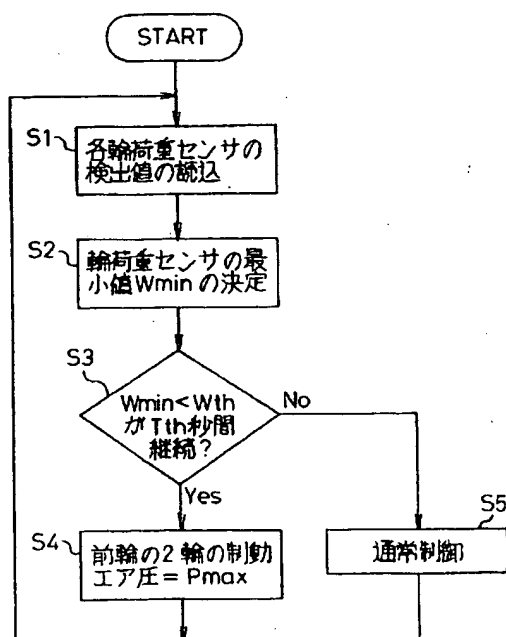 START
S1
各輪荷重センサの
検出値の読込
S2
輪荷重センサの最
小値Wminの決定
S3
Wmin<Wth
がTth秒間
継続?
No
Yes
S4
前輪の2輪の制動
エア圧=Pmax
S5
通常制御